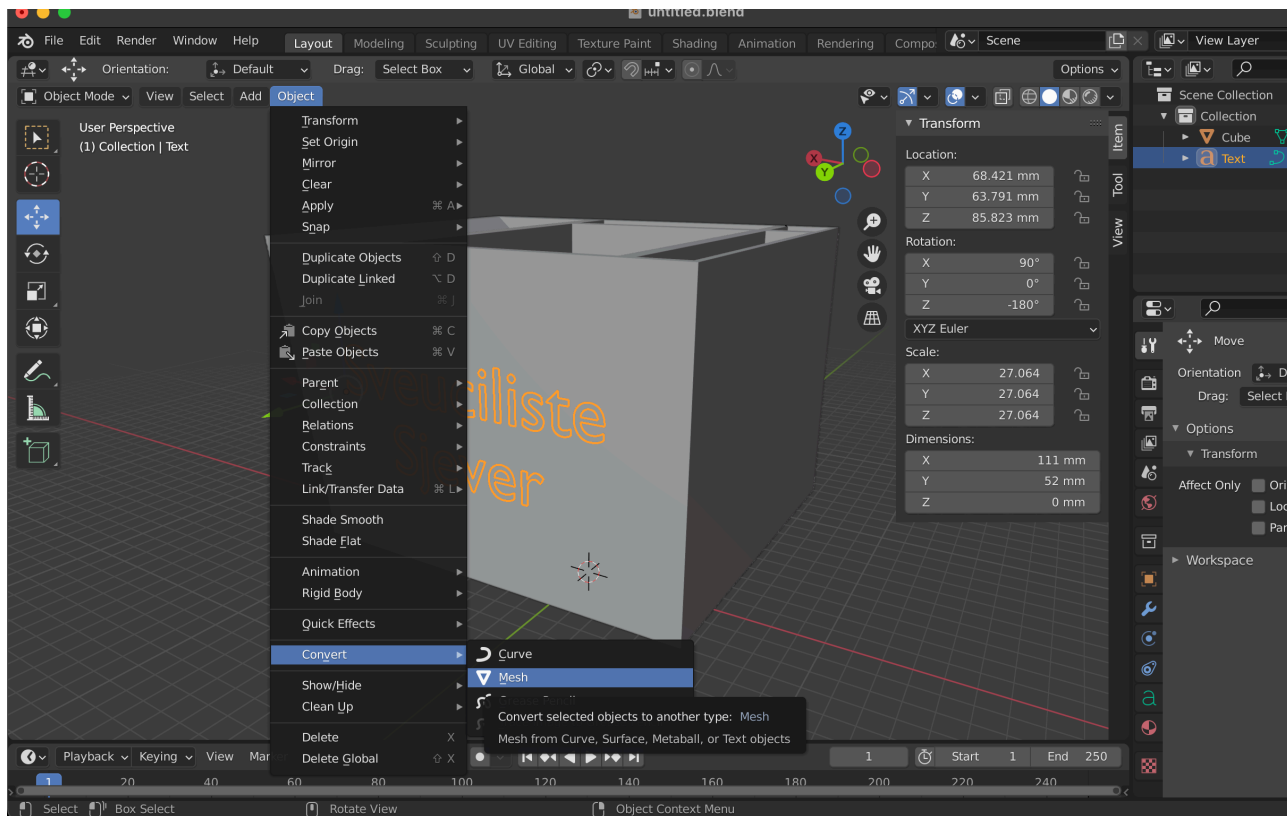 untitled.blend
File Edit Render Window Help Layout Modeling Sculpting UV Editing Texture Paint Shading Animation Rendering Scene View Layer
Orientation: Default Drag: Select Box Global Options
Object Mode View Select Add Object
User Perspective
(1) Collection | Text
Transform
Set Origin
Mirror
Clear
Apply ⌘ A
Snap
Duplicate Objects ⇧ D
Duplicate Linked ⌥ D
Join ⌘ J
Copy Objects ⌘ C
Paste Objects ⌘ V
Parent
Collection
Relations
Constraints
Track
Link/Transfer Data ⌘ L
Shade Smooth
Shade Flat
Animation
Rigid Body
Quick Effects
Convert
Show/Hide
Clean Up
Delete X
Delete Global ⇧ X
Curve
Mesh
Convert selected objects to another type: Mesh
Mesh from Curve, Surface, Metaball, or Text objects
X
Y
Z
Transform
Location:
X 68.421 mm
Y 63.791 mm
Z 85.823 mm
Rotation:
X 90°
Y 0°
Z -180°
XYZ Euler
Scale:
X 27.064
Y 27.064
Z 27.064
Dimensions:
X 111 mm
Y 52 mm
Z 0 mm
Item
Tool
View
Scene Collection
Collection
Cube
Text
Move
Orientation
Drag: Select
Options
Transform
Affect Only
Workspace
Playback Keying View
1 Start 1 End 250
1 20 40 60 80 100 120 140 160 180 200 220 240
Select Box Select Rotate View Object Context Menu